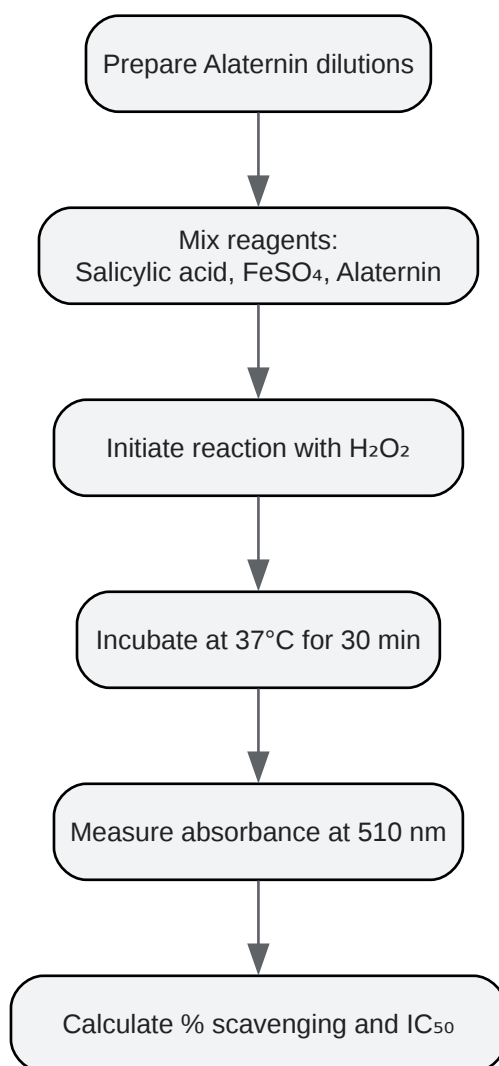 Prepare Alaternin dilutions
Mix reagents:
Salicylic acid, FeSO₄, Alaternin
Initiate reaction with H₂O₂
Incubate at 37°C for 30 min
Measure absorbance at 510 nm
Calculate % scavenging and IC₅₀